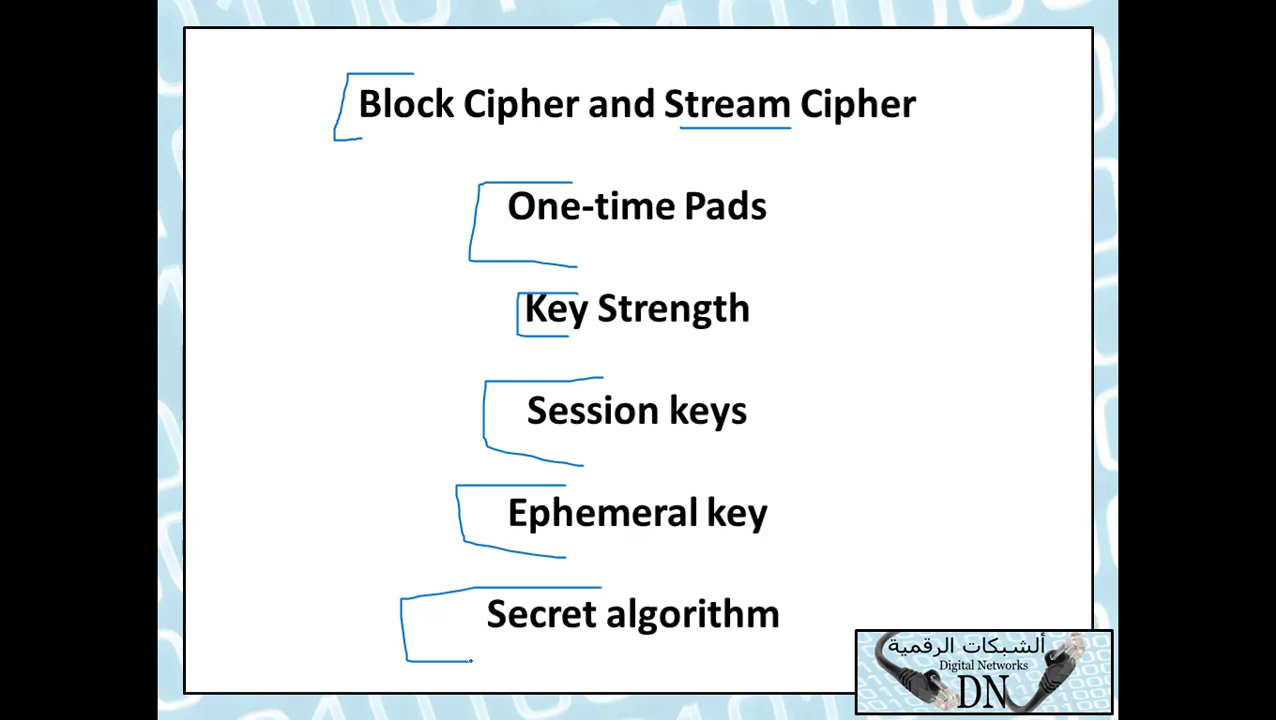 Block Cipher and Stream Cipher
One-time Pads
Key Strength
Session keys
Ephemeral key
Secret algorithm
ألشبكات الرقمية
Digital Networks
DN